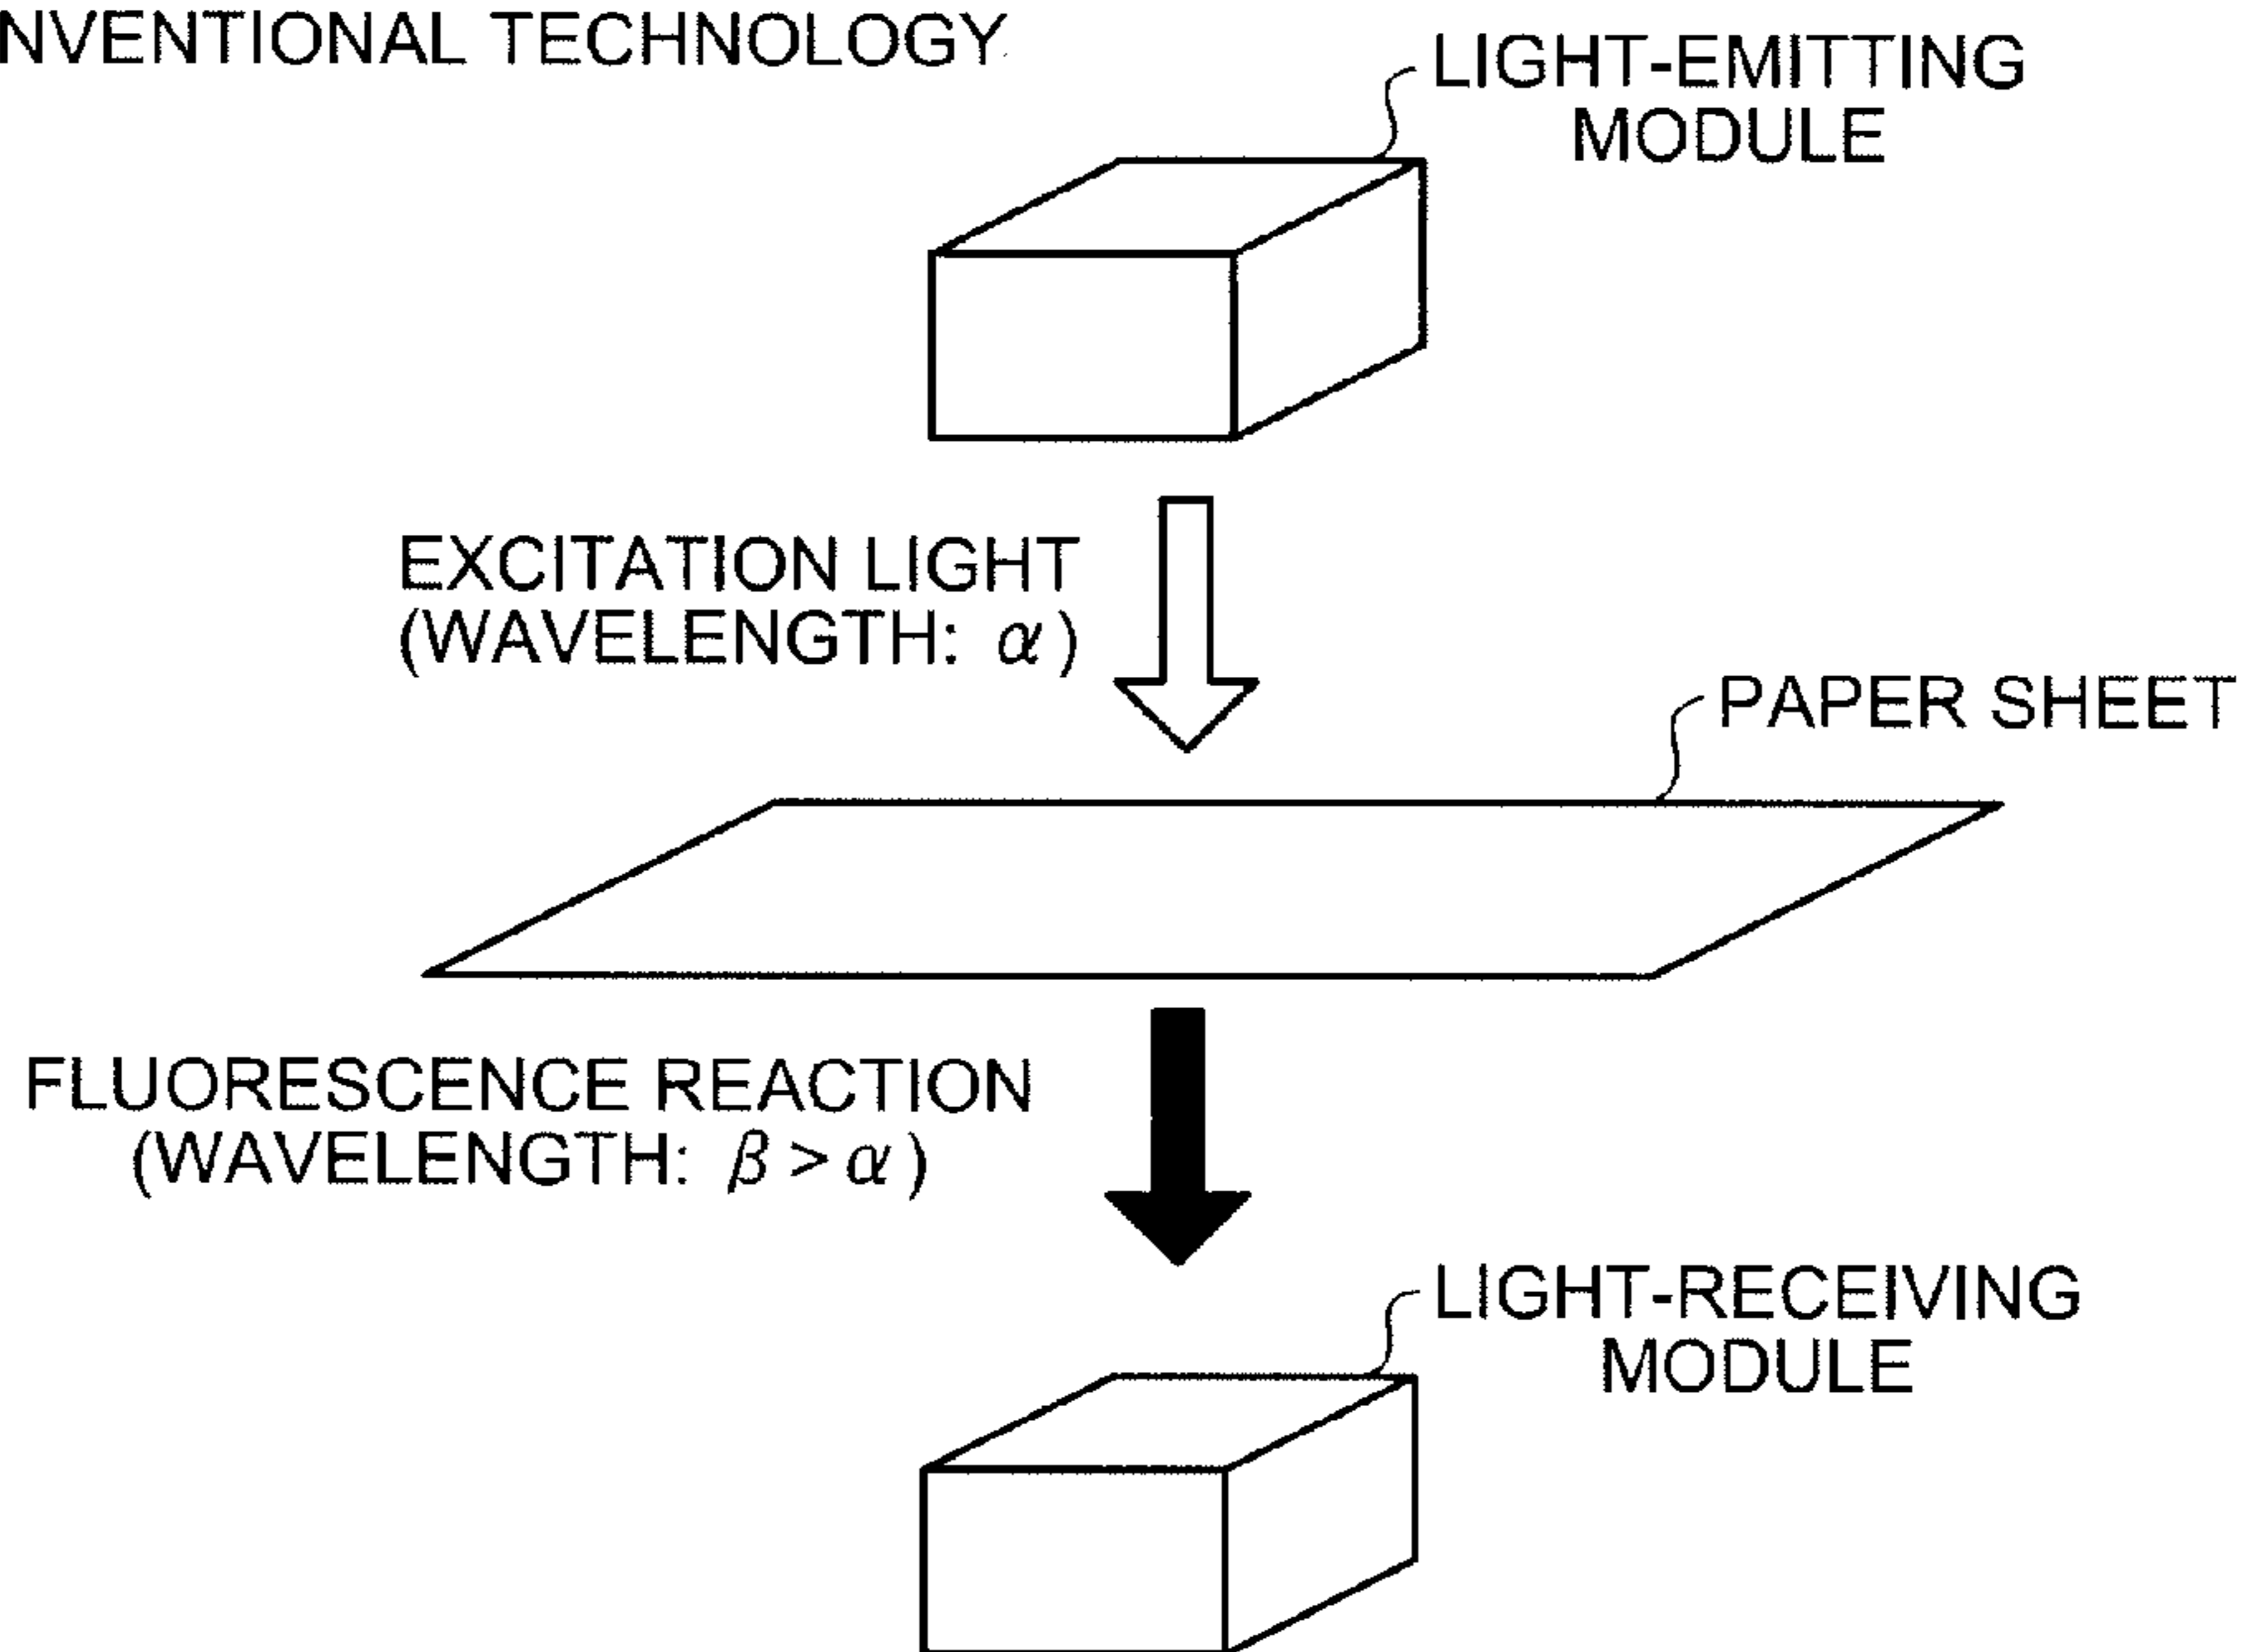 NVENTIONAL TECHNOLOGY
LIGHT-EMITTING
MODULE
EXCITATION LIGHT
(WAVELENGTH: α)
PAPER SHEET
FLUORESCENCE REACTION
(WAVELENGTH: β > α)
LIGHT-RECEIVING
MODULE